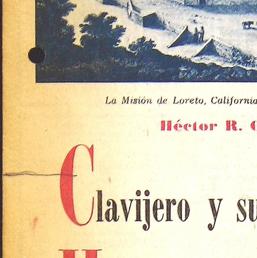 La Misión de Loreto, California
Héctor R.
Clavijero y su